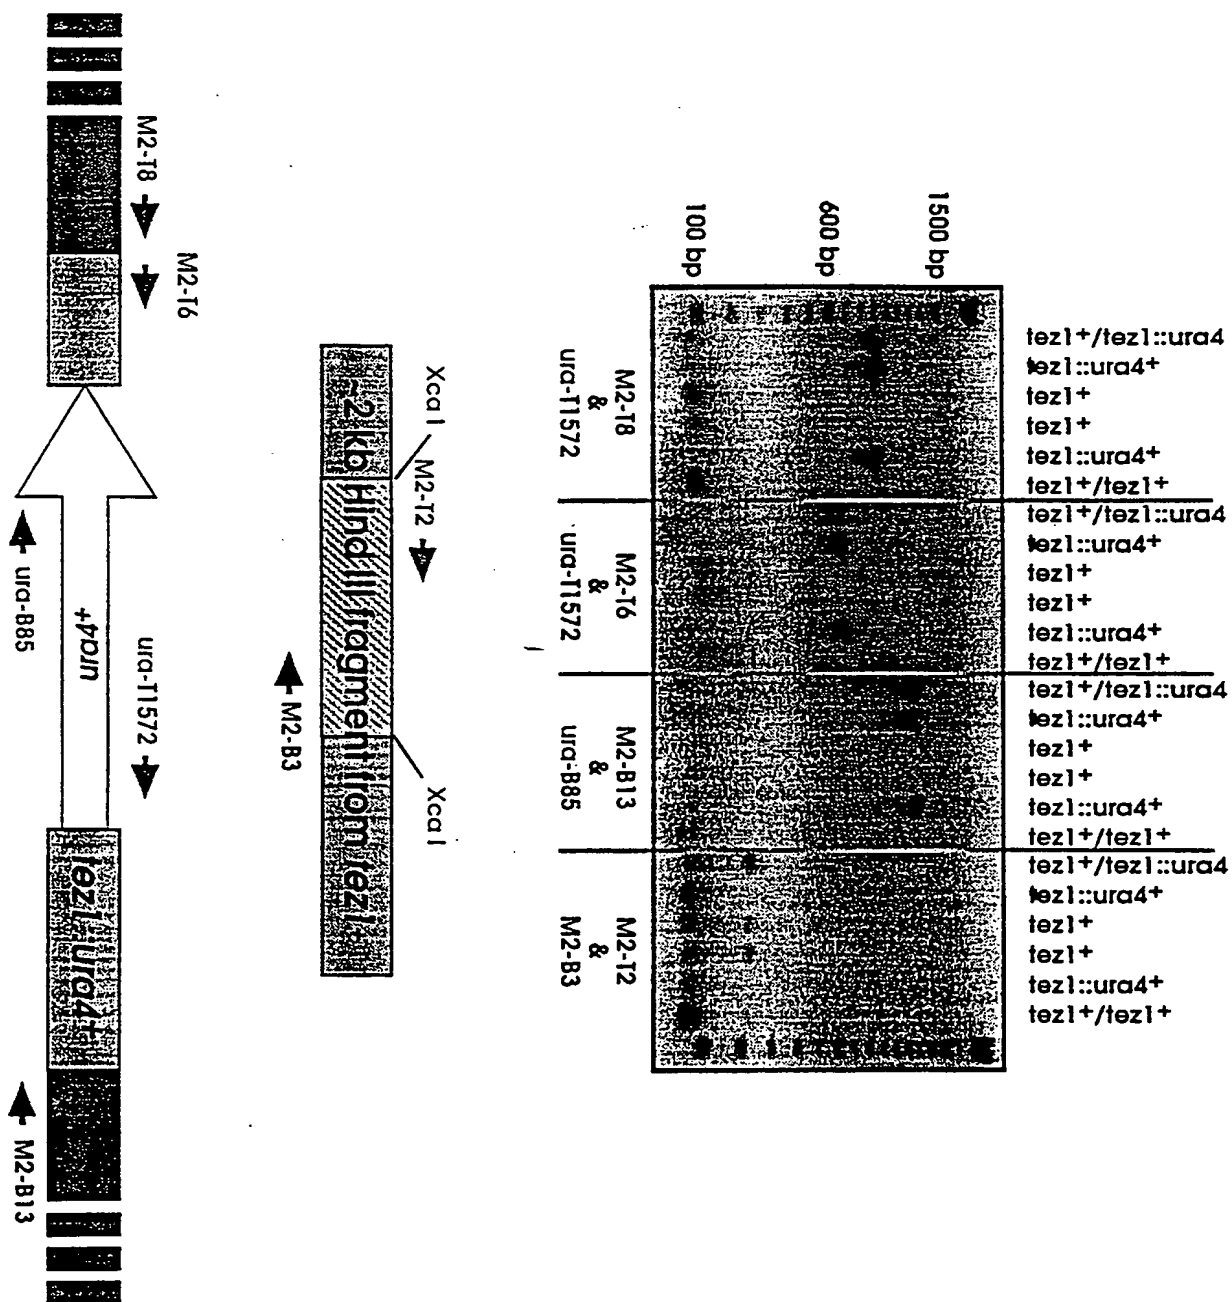 tez1+/tez1::ura4
tez1::ura4+
tez1+
tez1+
tez1::ura4+
tez1+/tez1+
tez1+/tez1::ura4
tez1::ura4+
tez1+
tez1+
tez1::ura4+
tez1+/tez1+
tez1+/tez1::ura4
tez1::ura4+
tez1+
tez1+
tez1::ura4+
tez1+/tez1+
tez1+/tez1::ura4
tez1::ura4+
tez1+
tez1+
tez1::ura4+
tez1+/tez1+
1500 bp
600 bp
100 bp
M2-T8
&
ura-T1572
M2-T6
&
ura-T1572
M2-B13
&
ura-B85
M2-T2
&
M2-B3
Xca I
M2-T2
Xca I
~2 kb Hind III fragment from tez1
M2-B3
M2-T8
M2-T6
ura-T1572
ura4+
tez1::ura4+
ura-B85
M2-B13